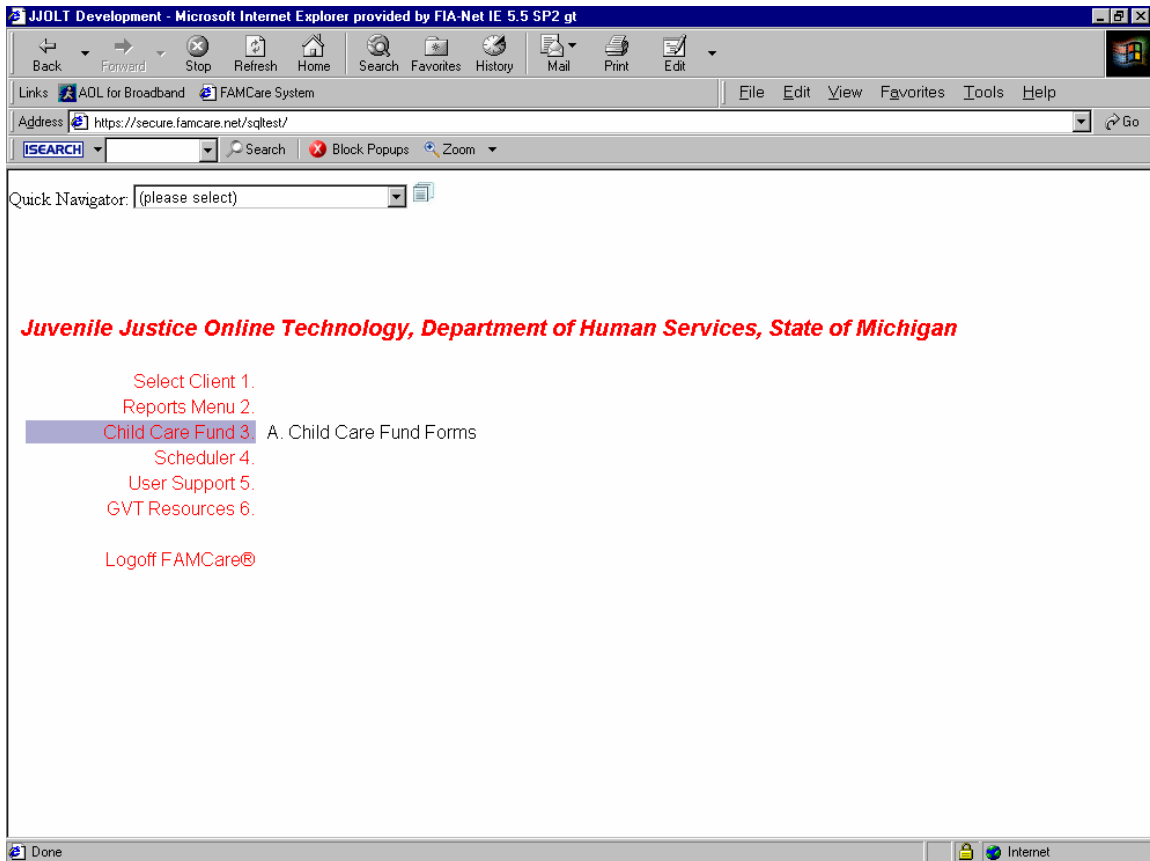 JJOLT Development - Microsoft Internet Explorer provided by FIA-Net IE 5.5 SP2 gt
Back Forward Stop Refresh Home Search Favorites History Mail Print Edit
Links AOL for Broadband FAMCare System File Edit View Favorites Tools Help
Address https://secure.famcare.net/sqltest/ Go
ISEARCH Search Block Popups Zoom
Quick Navigator: (please select)
Juvenile Justice Online Technology, Department of Human Services, State of Michigan
Select Client 1.
Reports Menu 2.
Child Care Fund 3. A. Child Care Fund Forms
Scheduler 4.
User Support 5.
GVT Resources 6.
Logoff FAMCare®
Done Internet